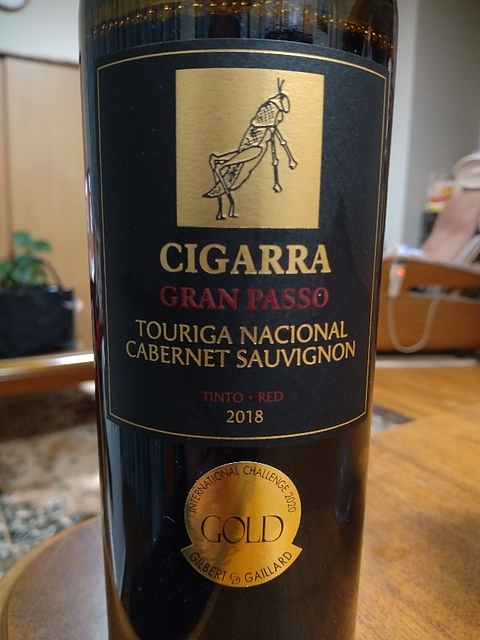 CIGARRA
GRAN PASSO
TOURIGA NACIONAL
CABERNET SAUVIGNON
TINTO • RED
2018
INTERNATIONAL CHALLENGE 2020
GOLD
GILBERT & GAILLARD